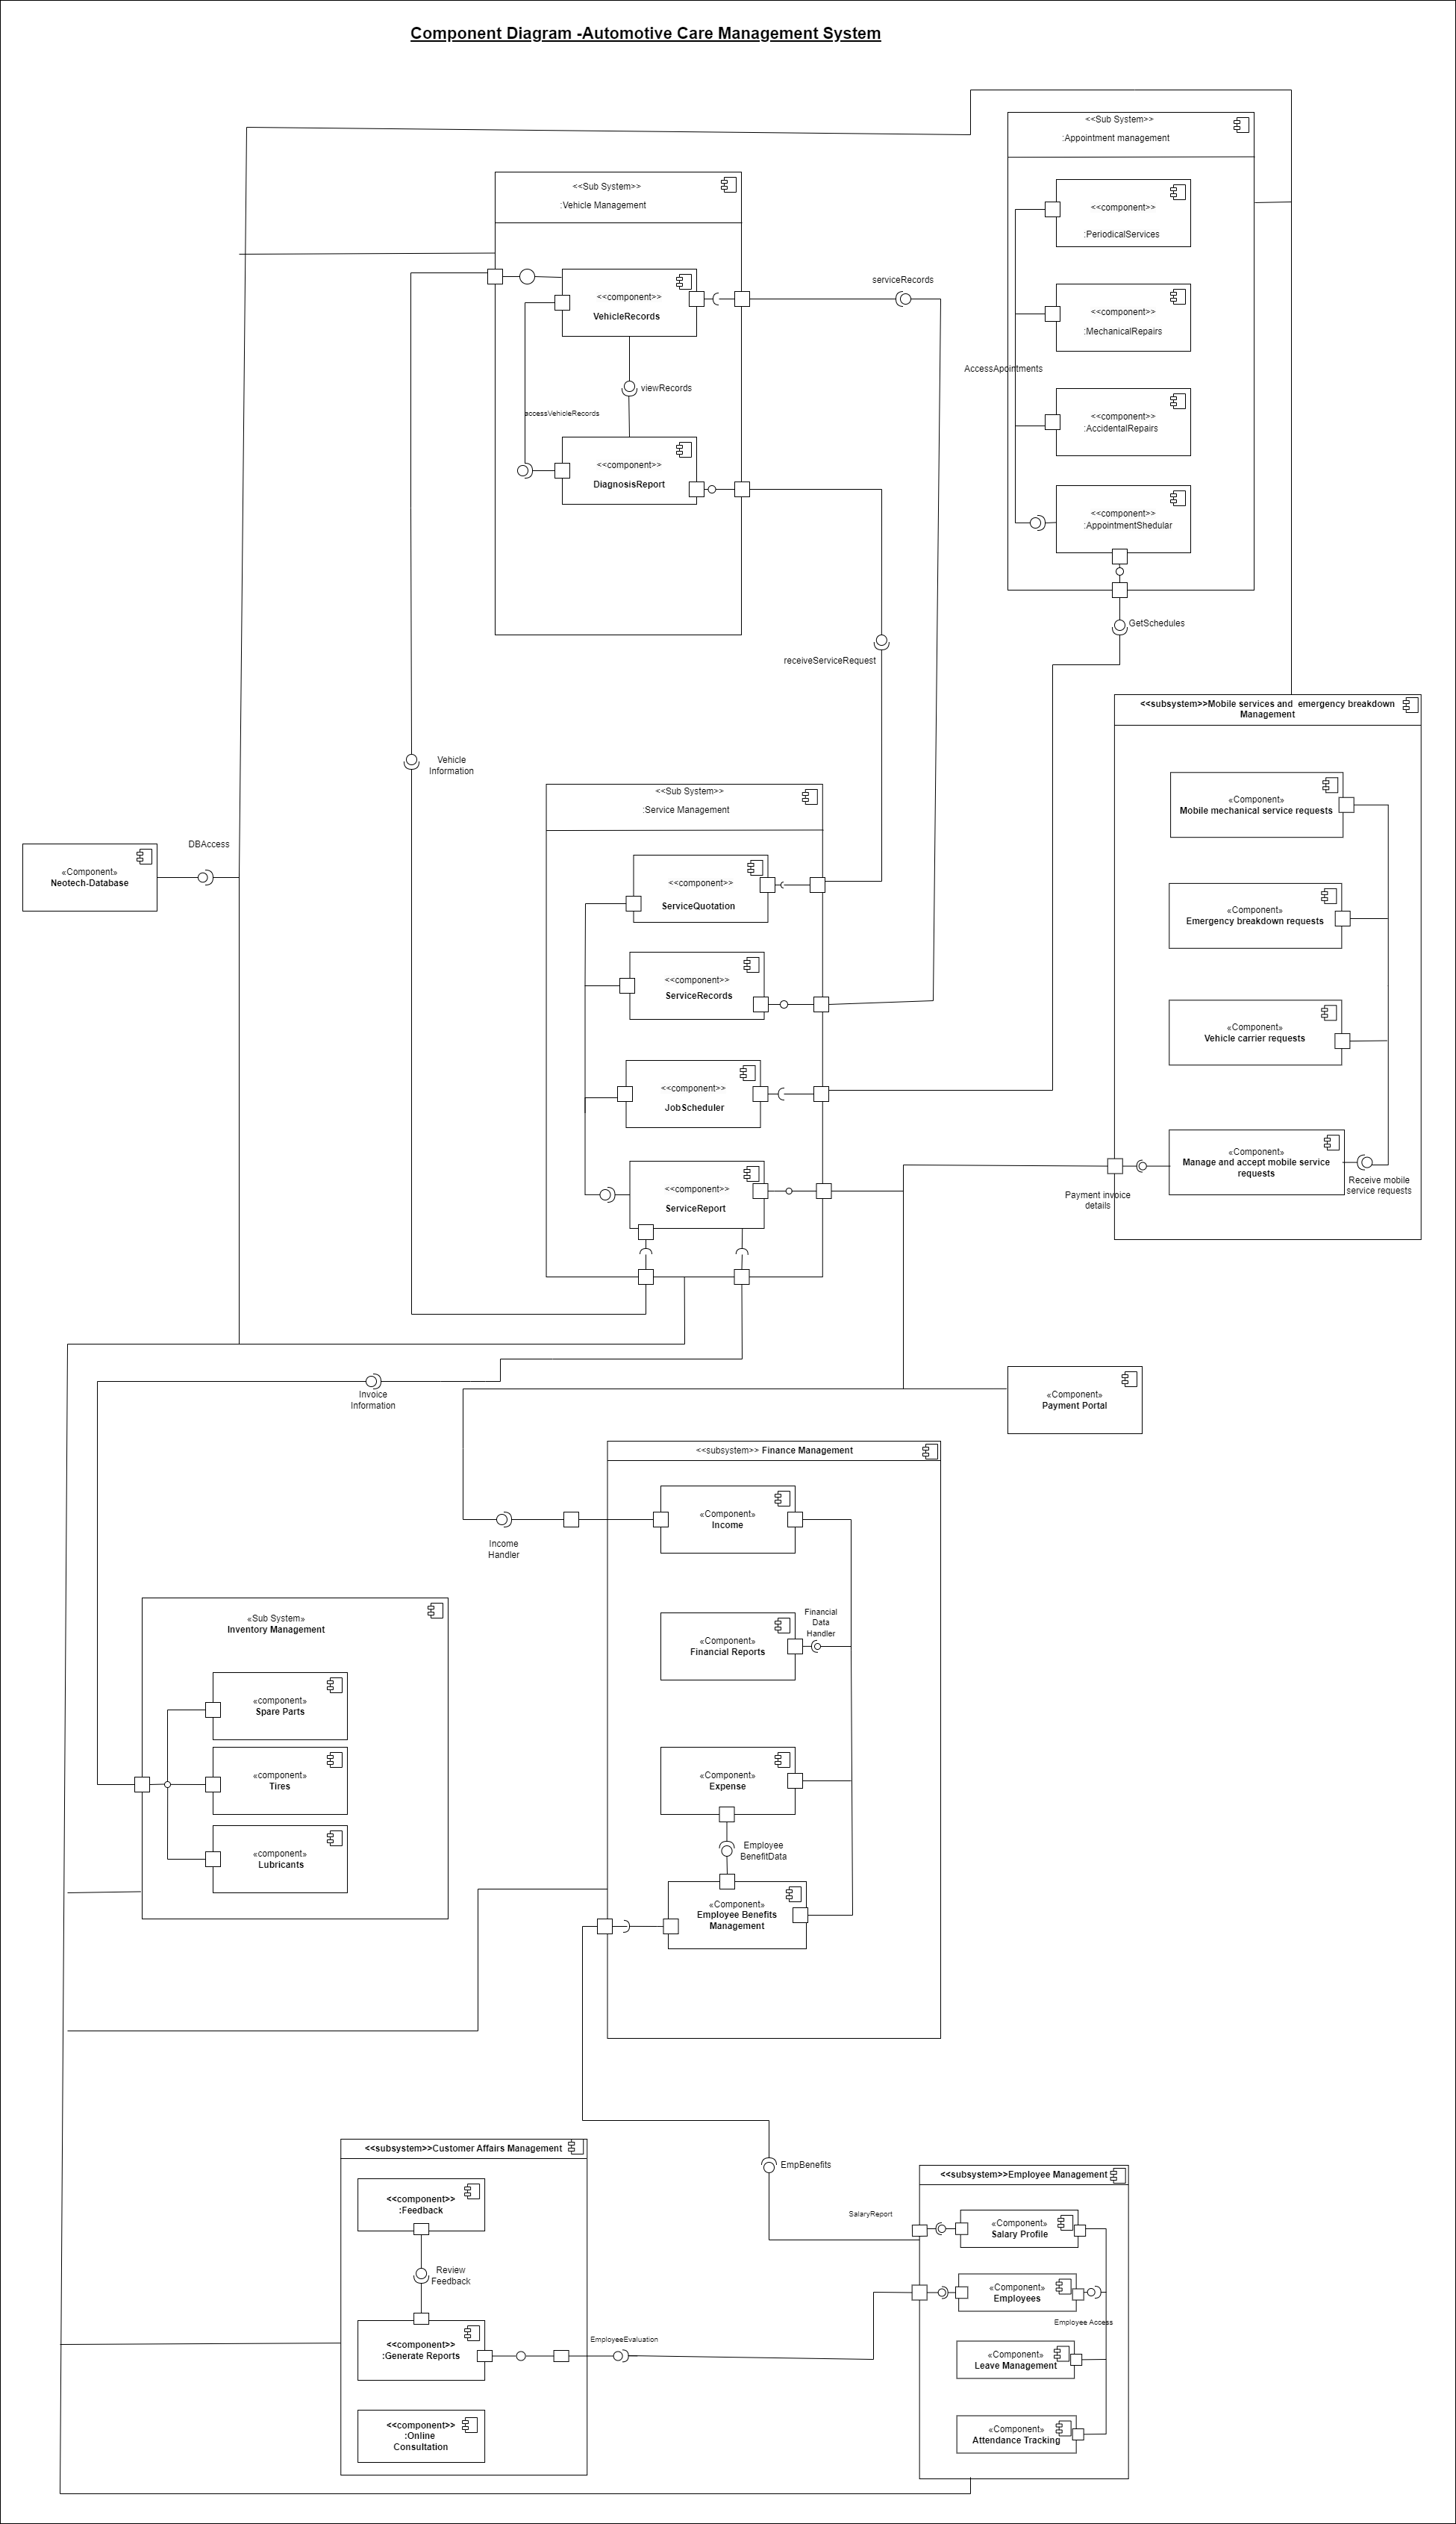 Component Diagram -Automotive Care Management System
<<Sub System>>
:Appointment management
<<component>>
:PeriodicalServices
<<component>>
:MechanicalRepairs
AccessApointments
<<component>>
:AccidentalRepairs
<<component>>
:AppointmentShedular
GetSchedules
<<Sub System>>
:Vehicle Management
<<component>>
VehicleRecords
viewRecords
accessVehicleRecords
<<component>>
DiagnosisReport
serviceRecords
receiveServiceRequest
Vehicle
Information
<<subsystem>>Mobile services and  emergency breakdown
Management
«Component»
Mobile mechanical service requests
«Component»
Emergency breakdown requests
«Component»
Vehicle carrier requests
«Component»
Manage and accept mobile service
requests
Receive mobile
service requests
Payment invoice
details
<<Sub System>>
:Service Management
<<component>>
ServiceQuotation
<<component>>
ServiceRecords
<<component>>
JobScheduler
<<component>>
ServiceReport
DBAccess
«Component»
Neotech-Database
Invoice
Information
«Component»
Payment Portal
<<subsystem>> Finance Management
«Component»
Income
Income
Handler
«Component»
Financial Reports
Financial
Data
Handler
«Component»
Expense
Employee
BenefitData
«Component»
Employee Benefits
Management
«Sub System»
Inventory Management
«component»
Spare Parts
«component»
Tires
«component»
Lubricants
<<subsystem>>Customer Affairs Management
<<component>>
:Feedback
Review
Feedback
<<component>>
:Generate Reports
<<component>>
:Online
Consultation
EmployeeEvaluation
EmpBenefits
SalaryReport
<<subsystem>>Employee Management
«Component»
Salary Profile
«Component»
Employees
Employee Access
«Component»
Leave Management
«Component»
Attendance Tracking